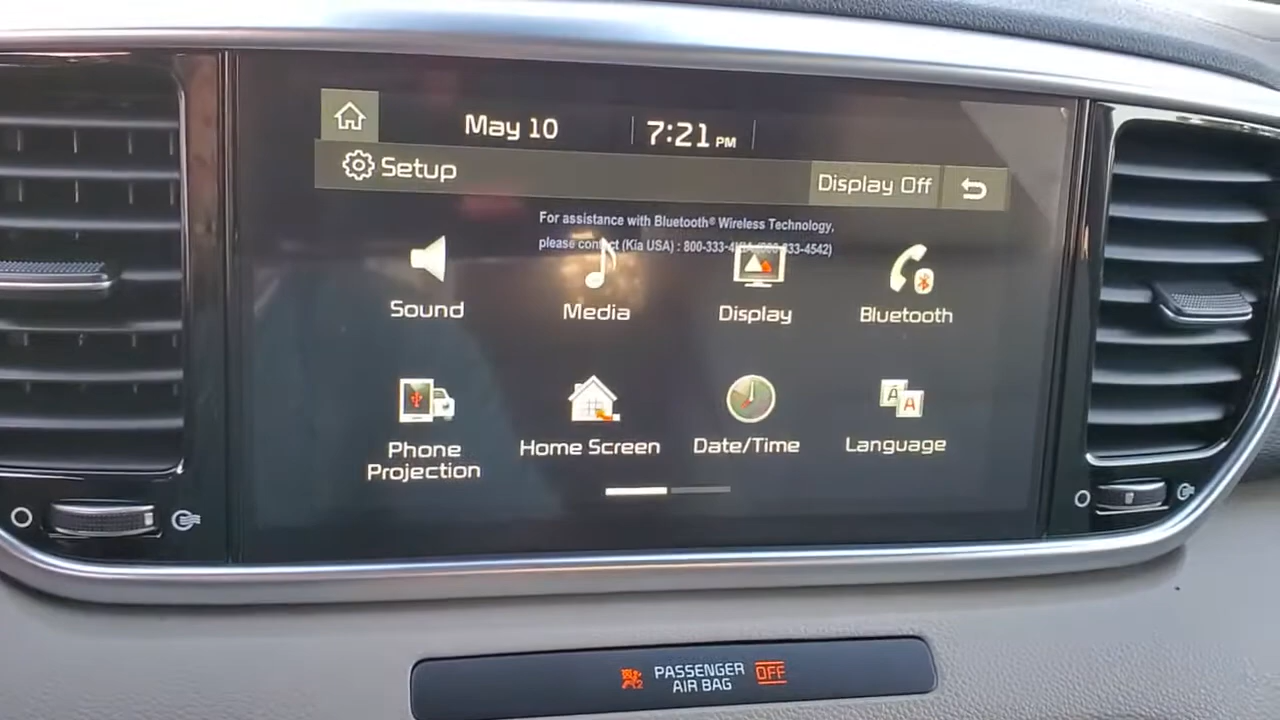 May 10
7:21 PM
Setup
Display Off
For assistance with Bluetooth® Wireless Technology,
please contact (Kia USA) : 800-333-4KIA (800-333-4542)
Sound
Media
Display
Bluetooth
Phone
Projection
Home Screen
Date/Time
Language
PASSENGER
AIR BAG
OFF